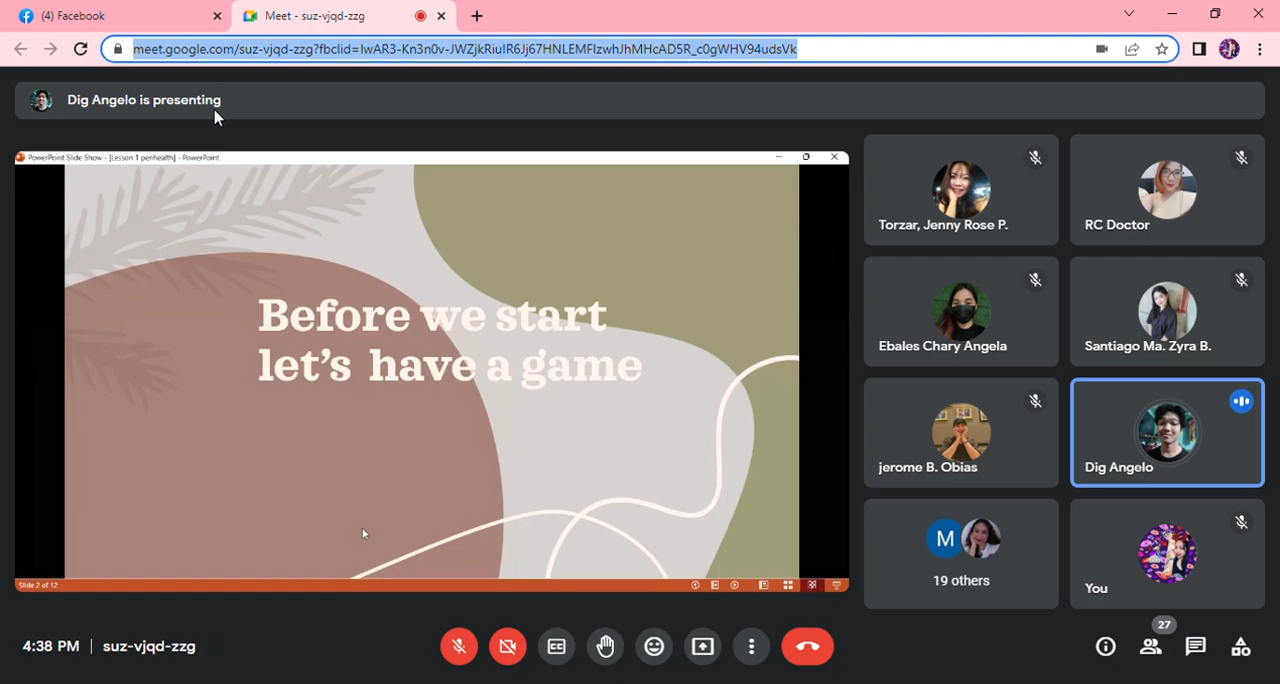 (4) Facebook
Meet - suz-vjqd-zzg
meet.google.com/suz-vjqd-zzg?fbclid=IwAR3-Kn3n0v-JWZjkRiuIR6Jj67HNLEMFIzwhJhMHcAD5R_c0gWHV94udsVk
Dig Angelo is presenting
PowerPoint Slide Show - [Lesson 1 penhealth] - PowerPoint
Before we start
let's have a game
Slide 2 of 12
Torzar, Jenny Rose P.
RC Doctor
Ebales Chary Angela
Santiago Ma. Zyra B.
jerome B. Obias
Dig Angelo
M
19 others
You
4:38 PM | suz-vjqd-zzg
CC
27